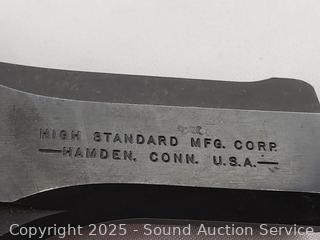 HIGH STANDARD MFG. CORP.
—HAMDEN, CONN. U.S.A.—
Copyright © 2025 - Sound Auction Service